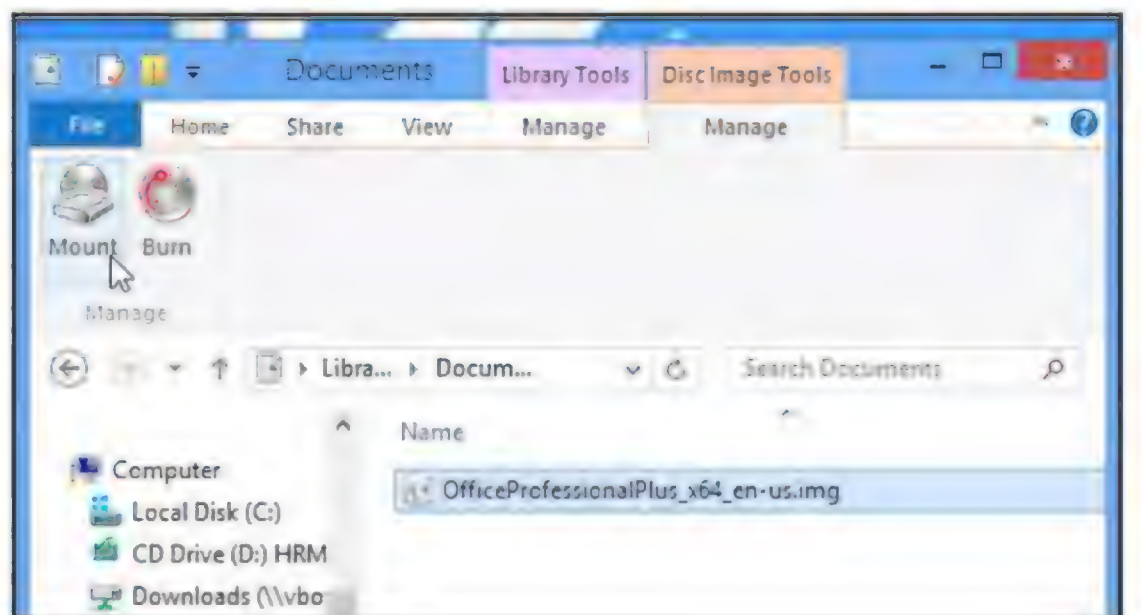 Documents Library Tools Disc Image Tools
File Home Share View Manage Manage
Mount Burn
Manage
Libra... Docum... Search Documents
Name
Computer
OfficeProfessionalPlus_x64_en-us.img
Local Disk (C:)
CD Drive (D:) HRM
Downloads (\\vbo